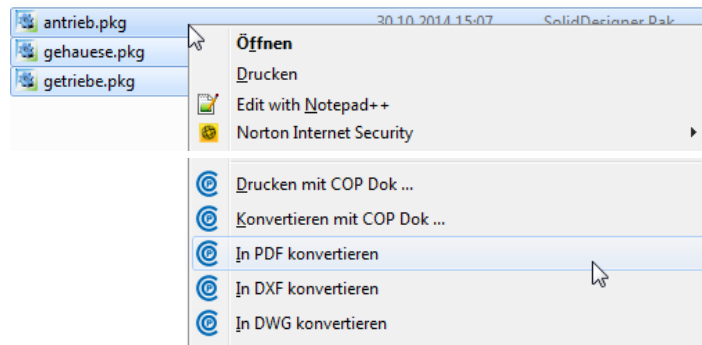 antrieb.pkg 30.10.2014 15:07 SolidDesigner Pak
gehauese.pkg
getriebe.pkg
Öffnen
Drucken
Edit with Notepad++
Norton Internet Security
Drucken mit COP Dok ...
Konvertieren mit COP Dok ...
In PDF konvertieren
In DXF konvertieren
In DWG konvertieren